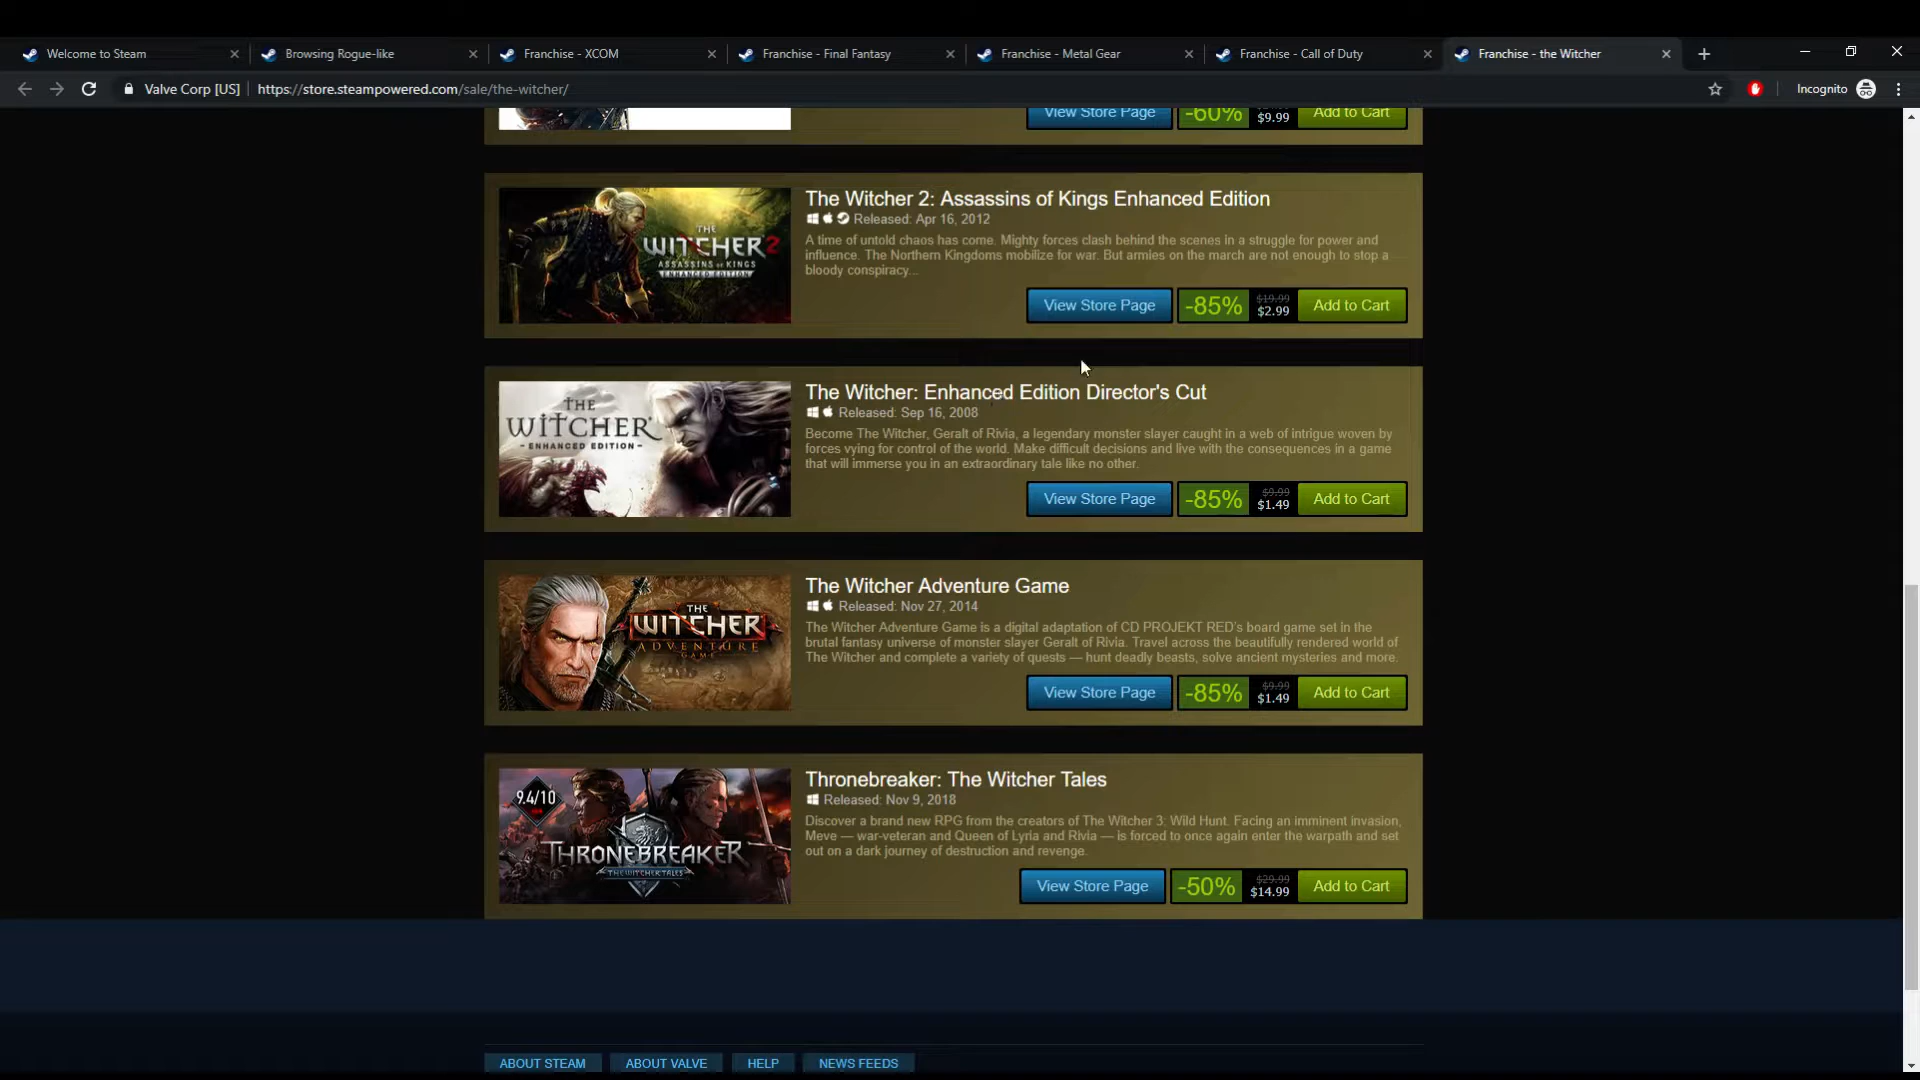 Welcome to Steam
Browsing Rogue-like
Franchise - XCOM
Franchise - Final Fantasy
Franchise - Metal Gear
Franchise - Call of Duty
Franchise - the Witcher
Valve Corp [US] | https://store.steampowered.com/sale/the-witcher/
Incognito
View Store Page -60% $9.99 Add to Cart
THE WITCHER 2
ASSASSINS OF KINGS
ENHANCED EDITION
The Witcher 2: Assassins of Kings Enhanced Edition
Released: Apr 16, 2012
A time of untold chaos has come. Mighty forces clash behind the scenes in a struggle for power and
influence. The Northern Kingdoms mobilize for war. But armies on the march are not enough to stop a
bloody conspiracy...
View Store Page -85% $19.99 $2.99 Add to Cart
THE WITCHER
- ENHANCED EDITION -
The Witcher: Enhanced Edition Director's Cut
Released: Sep 16, 2008
Become The Witcher, Geralt of Rivia, a legendary monster slayer caught in a web of intrigue woven by
forces vying for control of the world. Make difficult decisions and live with the consequences in a game
that will immerse you in an extraordinary tale like no other.
View Store Page -85% $9.99 $1.49 Add to Cart
THE WITCHER
ADVENTURE
GAME
The Witcher Adventure Game
Released: Nov 27, 2014
The Witcher Adventure Game is a digital adaptation of CD PROJEKT RED's board game set in the
brutal fantasy universe of monster slayer Geralt of Rivia. Travel across the beautifully rendered world of
The Witcher and complete a variety of quests — hunt deadly beasts, solve ancient mysteries and more.
View Store Page -85% $9.99 $1.49 Add to Cart
9.4/10
THRONEBREAKER
THE WITCHER TALES
Thronebreaker: The Witcher Tales
Released: Nov 9, 2018
Discover a brand new RPG from the creators of The Witcher 3: Wild Hunt. Facing an imminent invasion,
Meve — war-veteran and Queen of Lyria and Rivia — is forced to once again enter the warpath and set
out on a dark journey of destruction and revenge.
View Store Page -50% $29.99 $14.99 Add to Cart
ABOUT STEAM ABOUT VALVE HELP NEWS FEEDS